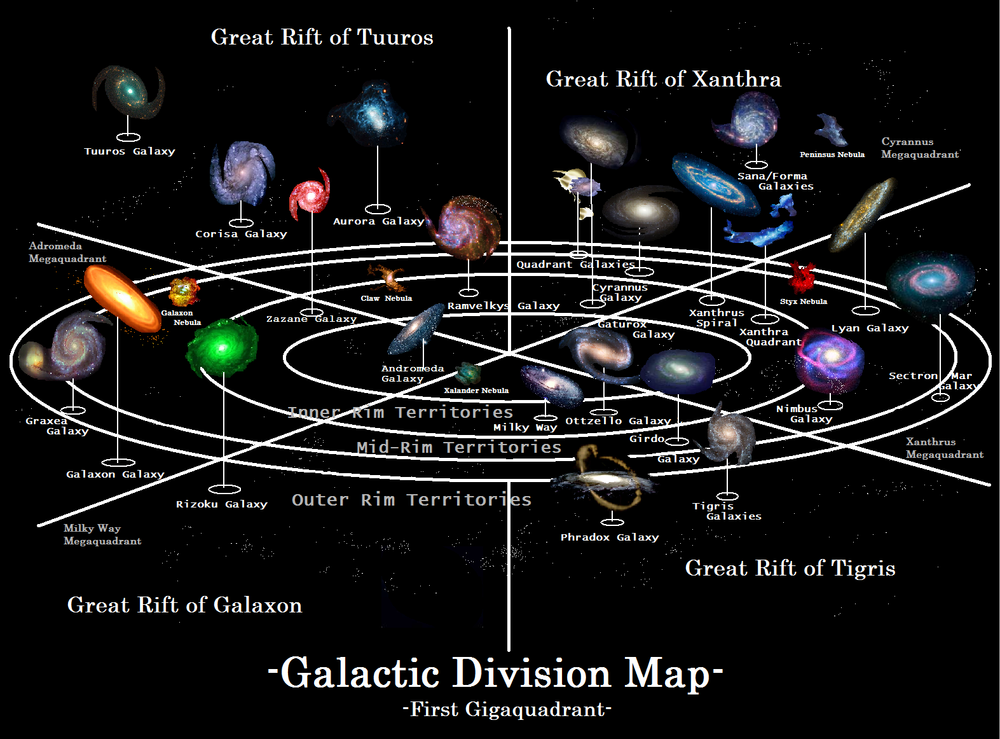 Great Rift of Tuuros
Great Rift of Xanthra
Tuuros Galaxy
Peninsus Nebula
Cyrannus
Megaquadrant
Sana/Forma
Galaxies
Corisa Galaxy
Aurora Galaxy
Adromeda
Megaquadrant
Quadrant Galaxies
Cyrannus
Galaxy
Claw Nebula
Ramvelkys Galaxy
Styx Nebula
Galaxon
Nebula
Zazane Galaxy
Xanthrus
Spiral
Xanthra
Quadrant
Lyan Galaxy
Gaturox
Galaxy
Andromeda
Galaxy
Xalander Nebula
Sectron Mar
Galaxy
Graxea
Galaxy
Inner Rim Territories
Milky Way
Ottzello Galaxy
Nimbus
Galaxy
Girdo
Galaxy
Mid-Rim Territories
Xanthrus
Megaquadrant
Galaxon Galaxy
Rizoku Galaxy
Outer Rim Territories
Tigris
Galaxies
Milky Way
Megaquadrant
Phradox Galaxy
Great Rift of Tigris
Great Rift of Galaxon
-Galactic Division Map-
-First Gigaquadrant-